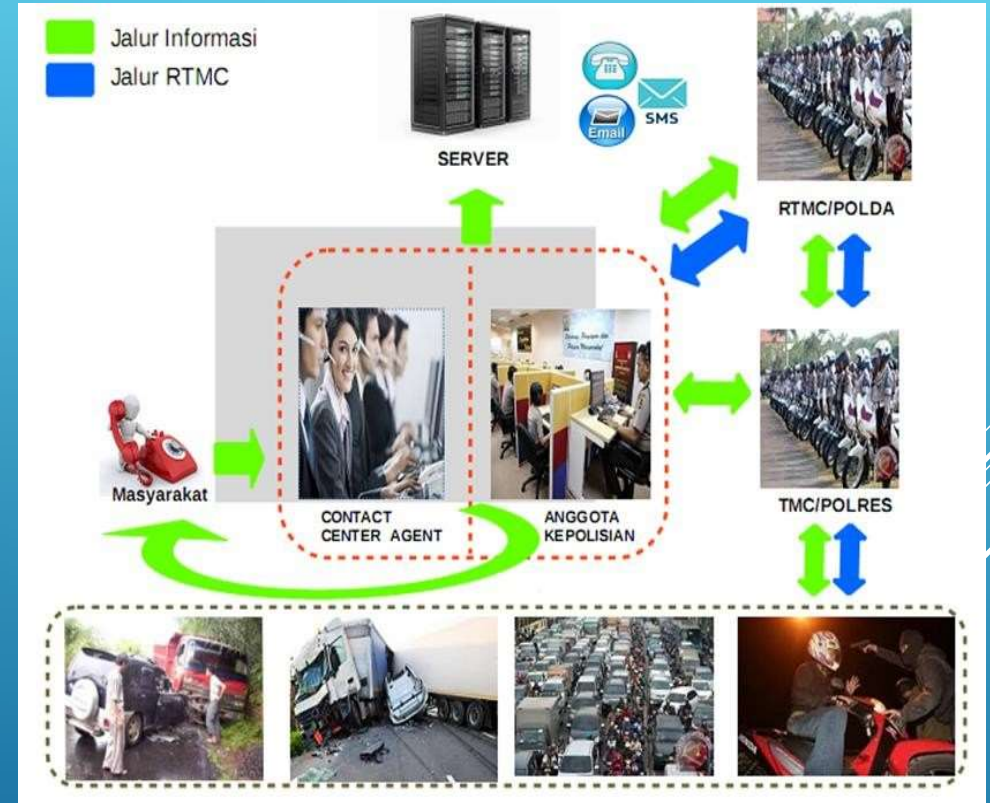 Jalur Informasi
Jalur RTMC
SERVER
Email
SMS
RTMC/POLDA
Masyarakat
CONTACT
CENTER AGENT
ANGGOTA
KEPOLISIAN
TMC/POLRES